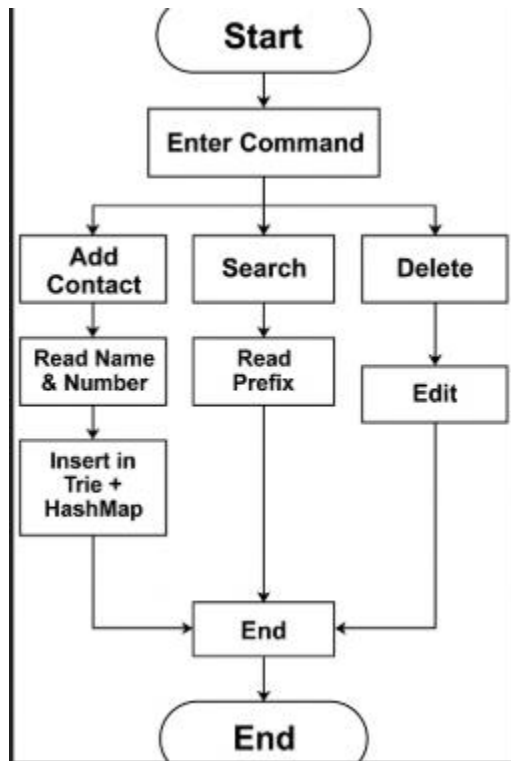 Start
Enter Command
Add
Contact
Search
Delete
Read Name
& Number
Read
Prefix
Edit
Insert in
Trie +
HashMap
End
End